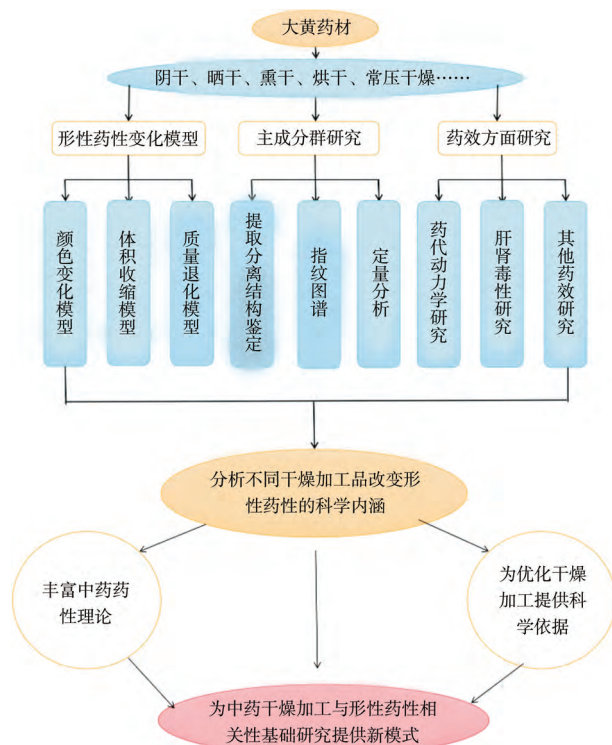 大黄药材
阴干、晒干、熏干、烘干、常压干燥……
形性药性变化模型
主成分群研究
药效方面研究
颜色变化模型
体积收缩模型
质量退化模型
提取分离结构鉴定
指纹图谱
定量分析
药代动力学研究
肝肾毒性研究
其他药效研究
分析不同干燥加工品改变形
性药性的科学内涵
丰富中药药
性理论
为优化干燥
加工提供科
学依据
为中药干燥加工与形性药性相
关性基础研究提供新模式